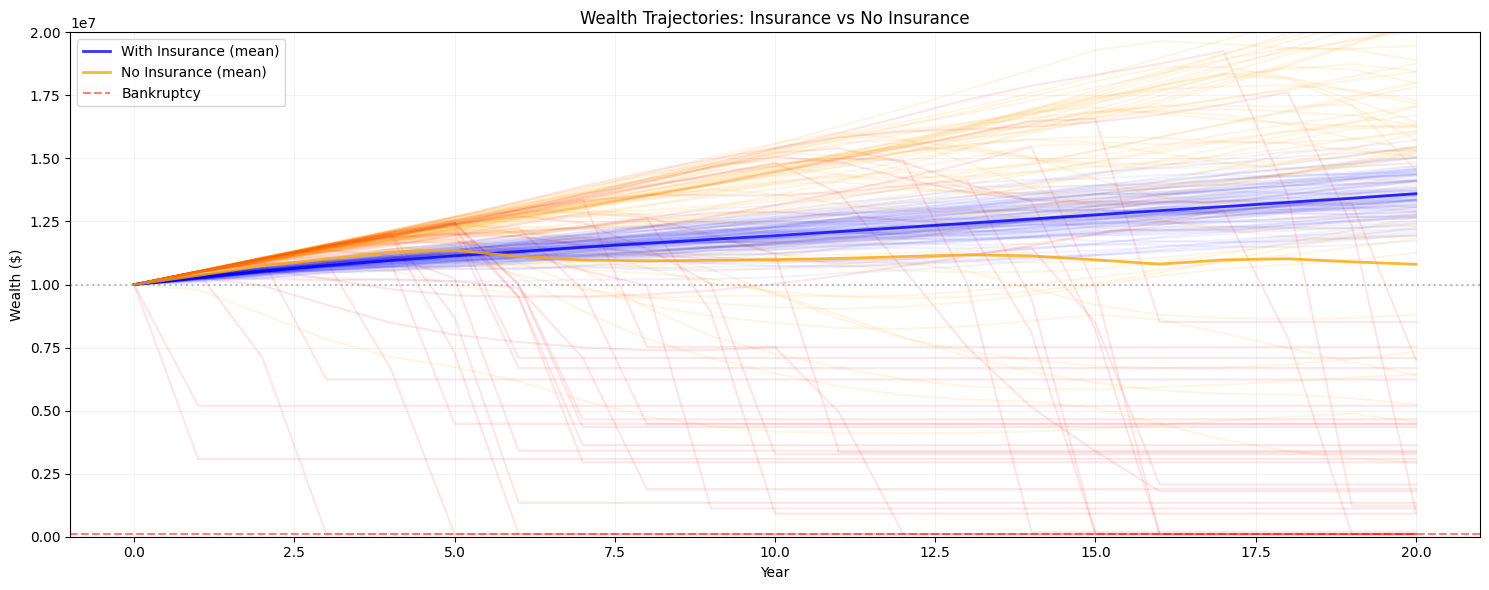 Wealth Trajectories: Insurance vs No Insurance
1e7
With Insurance (mean)
No Insurance (mean)
Bankruptcy
Wealth ($)
2.00
1.75
1.50
1.25
1.00
0.75
0.50
0.25
0.00
0.0 2.5 5.0 7.5 10.0 12.5 15.0 17.5 20.0
Year